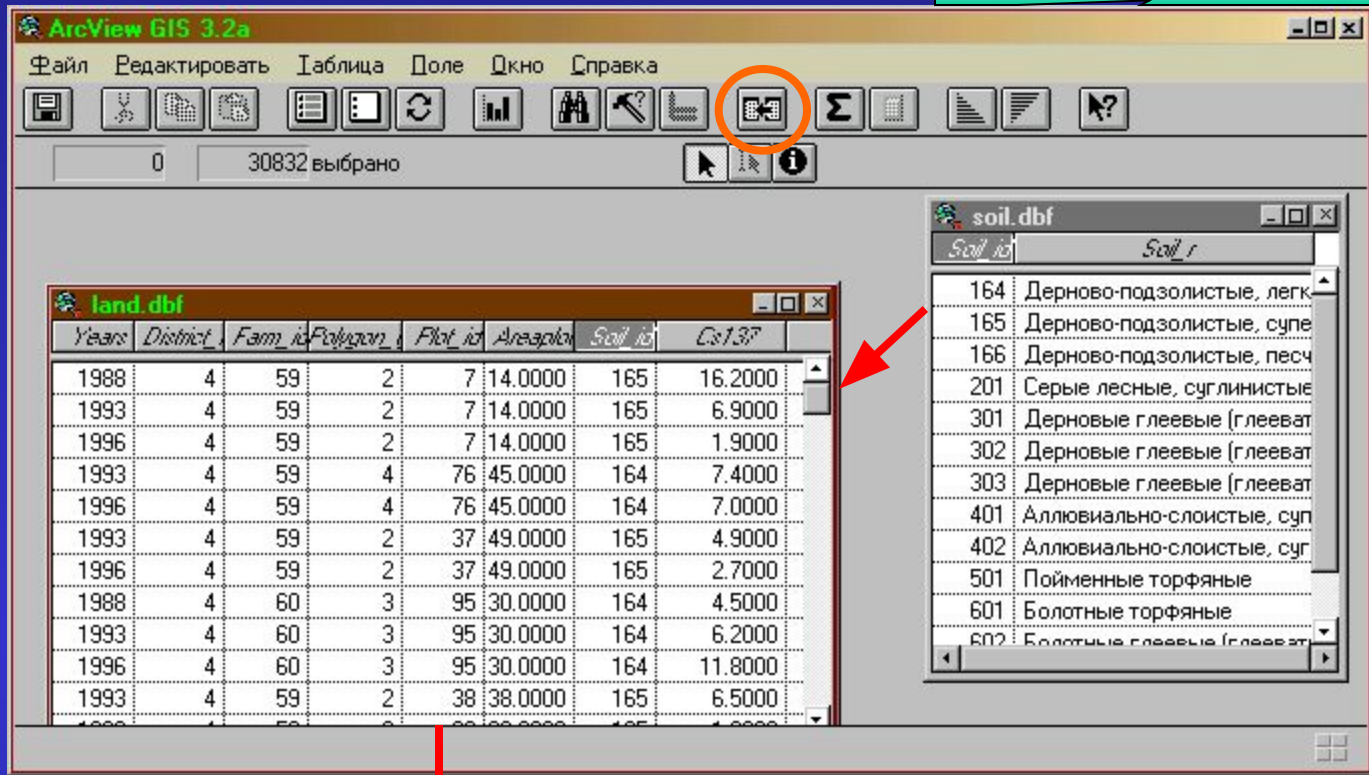 ArcView GIS 3.2a
Файл Редактировать Таблица Поле Окно Справка
0 30832 выбрано
soil.dbf
Soil_id Soil_r
164 Дерново-подзолистые, легк
165 Дерново-подзолистые, супе
166 Дерново-подзолистые, песч
201 Серые лесные, суглинистые
301 Дерновые глеевые (глееват
302 Дерновые глеевые (глееват
303 Дерновые глеевые (глееват
401 Аллювиально-слоистые, суп
402 Аллювиально-слоистые, суг
501 Пойменные торфяные
601 Болотные торфяные
602 Болотные глеевые (глеевать
land.dbf
Years District_ Farm_id Polygon_ Plot_id Areaplot Soil_id Cs137
1988 4 59 2 7 14.0000 165 16.2000
1993 4 59 2 7 14.0000 165 6.9000
1996 4 59 2 7 14.0000 165 1.9000
1993 4 59 4 76 45.0000 164 7.4000
1996 4 59 4 76 45.0000 164 7.0000
1993 4 59 2 37 49.0000 165 4.9000
1996 4 59 2 37 49.0000 165 2.7000
1988 4 60 3 95 30.0000 164 4.5000
1993 4 60 3 95 30.0000 164 6.2000
1996 4 60 3 95 30.0000 164 11.8000
1993 4 59 2 38 38.0000 165 6.5000